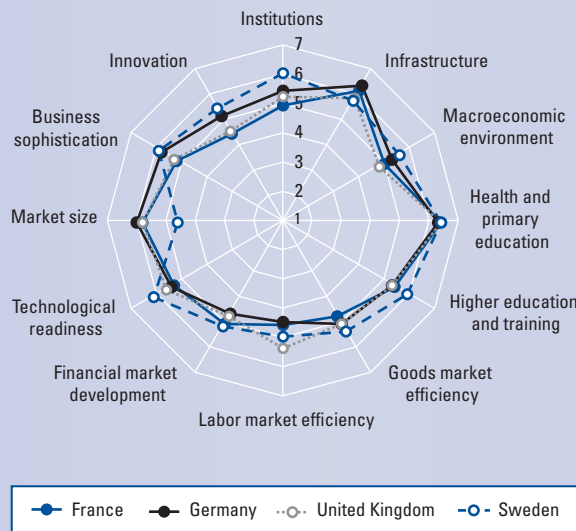 Institutions
7
6
5
4
3
2
1
Infrastructure
Macroeconomic
environment
Health and
primary
education
Higher education
and training
Goods market
efficiency
Labor market efficiency
Financial market
development
Technological
readiness
Market size
Business
sophistication
Innovation
France Germany United Kingdom Sweden